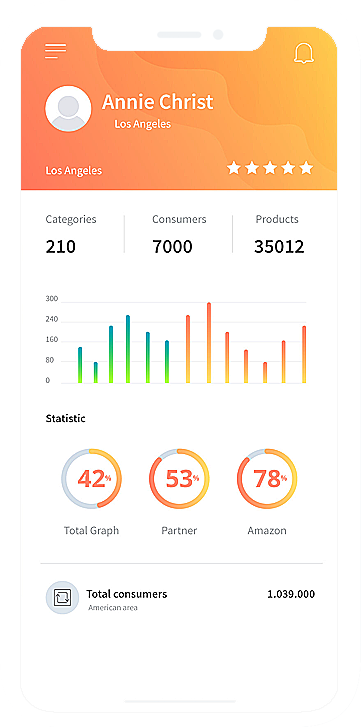 Annie Christ
Los Angeles
Los Angeles
Categories Consumers Products
210 7000 35012
300
240
160
80
0
Statistic
42% 53% 78%
Total Graph Partner Amazon
Total consumers 1.039.000
American area